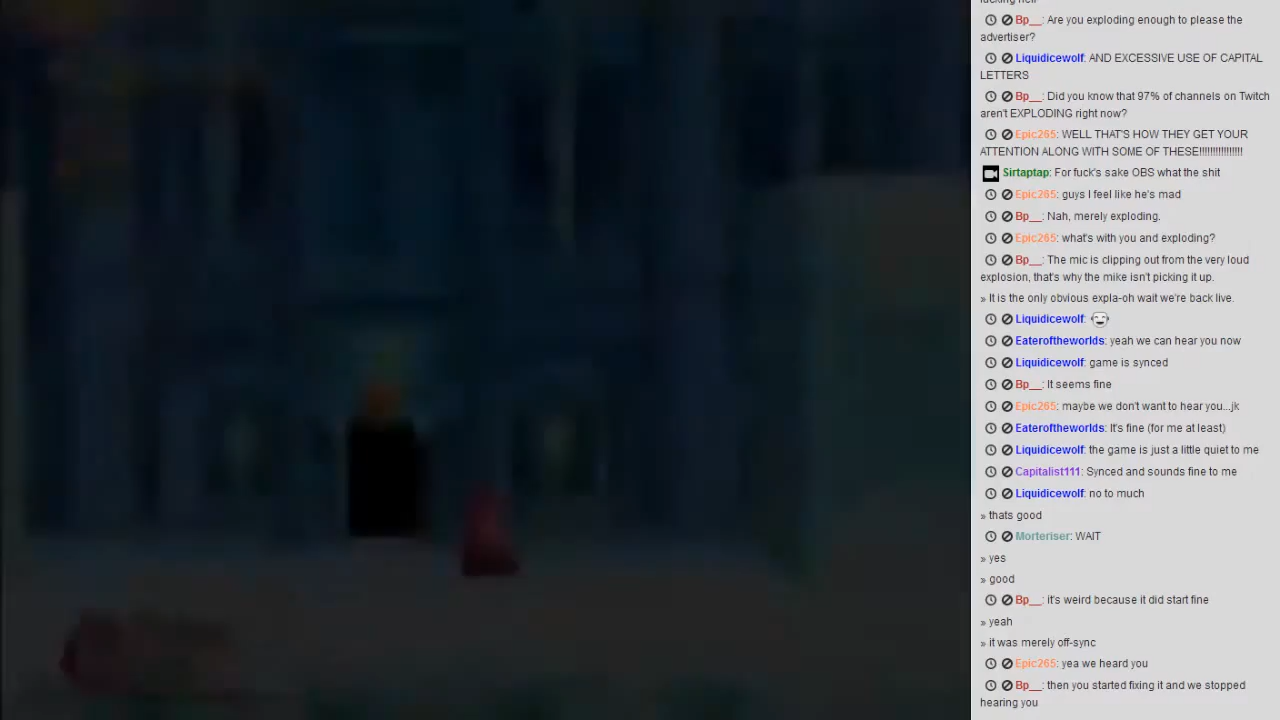 Bp__: Are you exploding enough to please the
advertiser?
Liquidicewolf: AND EXCESSIVE USE OF CAPITAL
LETTERS
Bp__: Did you know that 97% of channels on Twitch
aren't EXPLODING right now?
Epic265: WELL THAT'S HOW THEY GET YOUR
ATTENTION ALONG WITH SOME OF THESE!!!!!!!!!!!!!!!!
Sirtaptap: For fuck's sake OBS what the shit
Epic265: guys I feel like he's mad
Bp__: Nah, merely exploding.
Epic265: what's with you and exploding?
Bp__: The mic is clipping out from the very loud
explosion, that's why the mike isn't picking it up.
» It is the only obvious expla-oh wait we're back live.
Liquidicewolf:
Eateroftheworlds: yeah we can hear you now
Liquidicewolf: game is synced
Bp__: It seems fine
Epic265: maybe we don't want to hear you...jk
Eateroftheworlds: It's fine (for me at least)
Liquidicewolf: the game is just a little quiet to me
Capitalist111: Synced and sounds fine to me
Liquidicewolf: no to much
» thats good
Morteriser: WAIT
» yes
» good
Bp__: it's weird because it did start fine
» yeah
» it was merely off-sync
Epic265: yea we heard you
Bp__: then you started fixing it and we stopped
hearing you